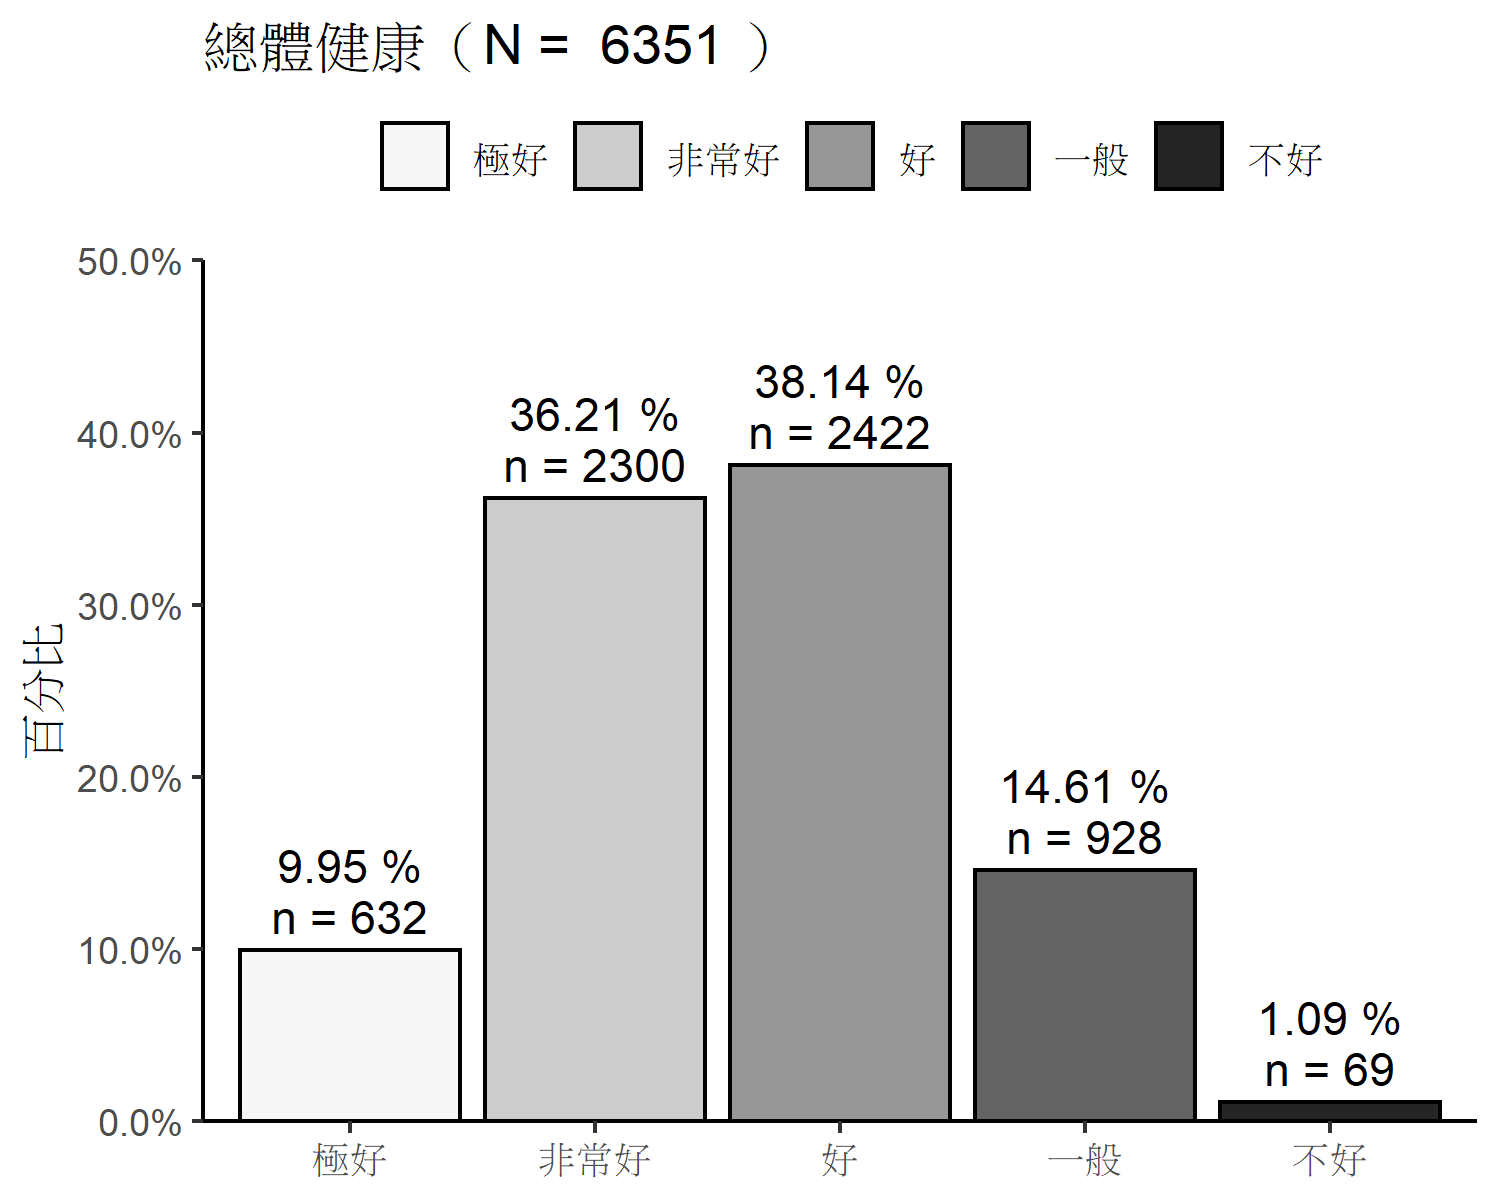 總體健康（N =  6351 ）
極好 非常好 好 一般 不好
百分比
50.0%
40.0%
30.0%
20.0%
10.0%
0.0%
9.95 %
n = 632
36.21 %
n = 2300
38.14 %
n = 2422
14.61 %
n = 928
1.09 %
n = 69
極好 非常好 好 一般 不好